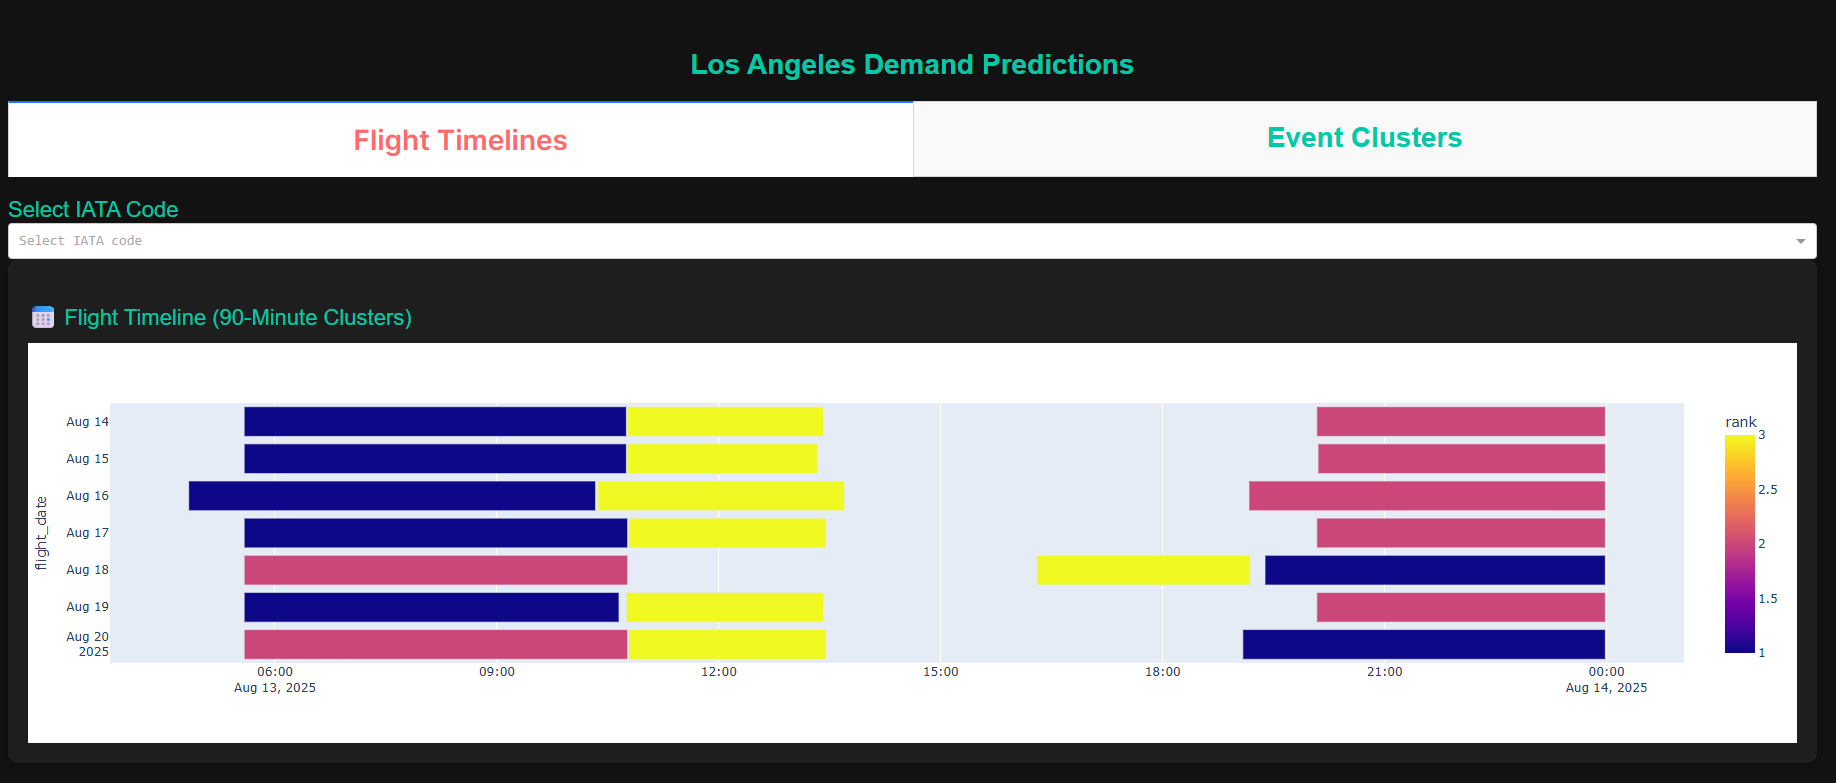 Los Angeles Demand Predictions
Flight Timelines
Event Clusters
Select IATA Code
Select IATA code
Flight Timeline (90-Minute Clusters)
flight_date
Aug 14
Aug 15
Aug 16
Aug 17
Aug 18
Aug 19
Aug 20
2025
06:00
Aug 13, 2025
09:00
12:00
15:00
18:00
21:00
00:00
Aug 14, 2025
rank
3
2.5
2
1.5
1